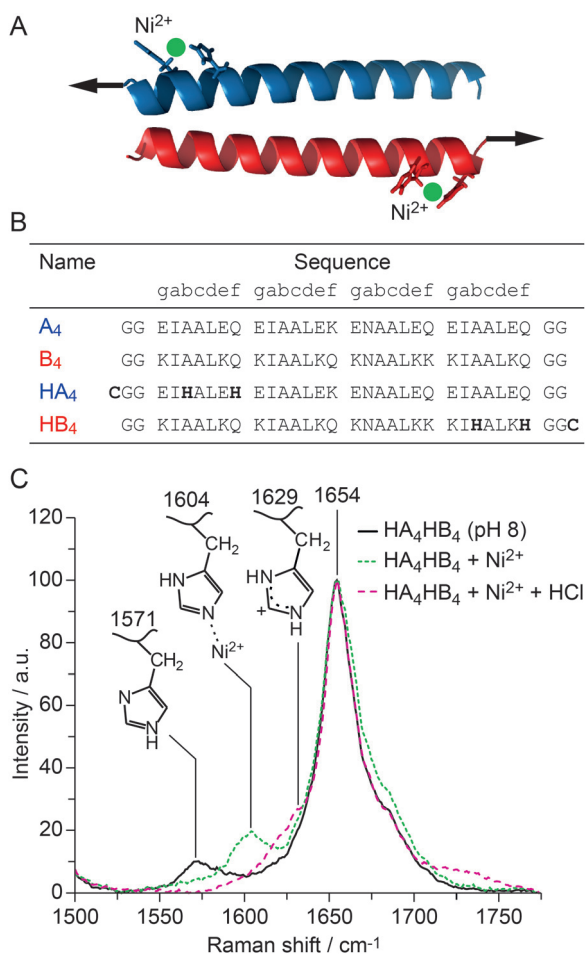 A
Ni2+
Ni2+
B
Name Sequence
gabcdef gabcdef gabcdef gabcdef
A4 GG EIAALEQ EIAALEK ENAALEQ EIAALEQ GG
B4 GG KIAALKQ KIAALKQ KNAALKK KIAALKQ GG
HA4 CGG EIHALEH EIAALEK ENAALEQ EIAALEQ GG
HB4 GG KIAALKQ KIAALKQ KNAALKK KIHALKH GGC
C
120
100
80
60
40
20
0
Intensity / a.u.
1500 1550 1600 1650 1700 1750
Raman shift / cm-1
1571
CH2
N
N
H
1604
CH2
HN
N
Ni2+
1629
CH2
HN
+
N
H
1654
HA4HB4 (pH 8)
HA4HB4 + Ni2+
HA4HB4 + Ni2+ + HCl